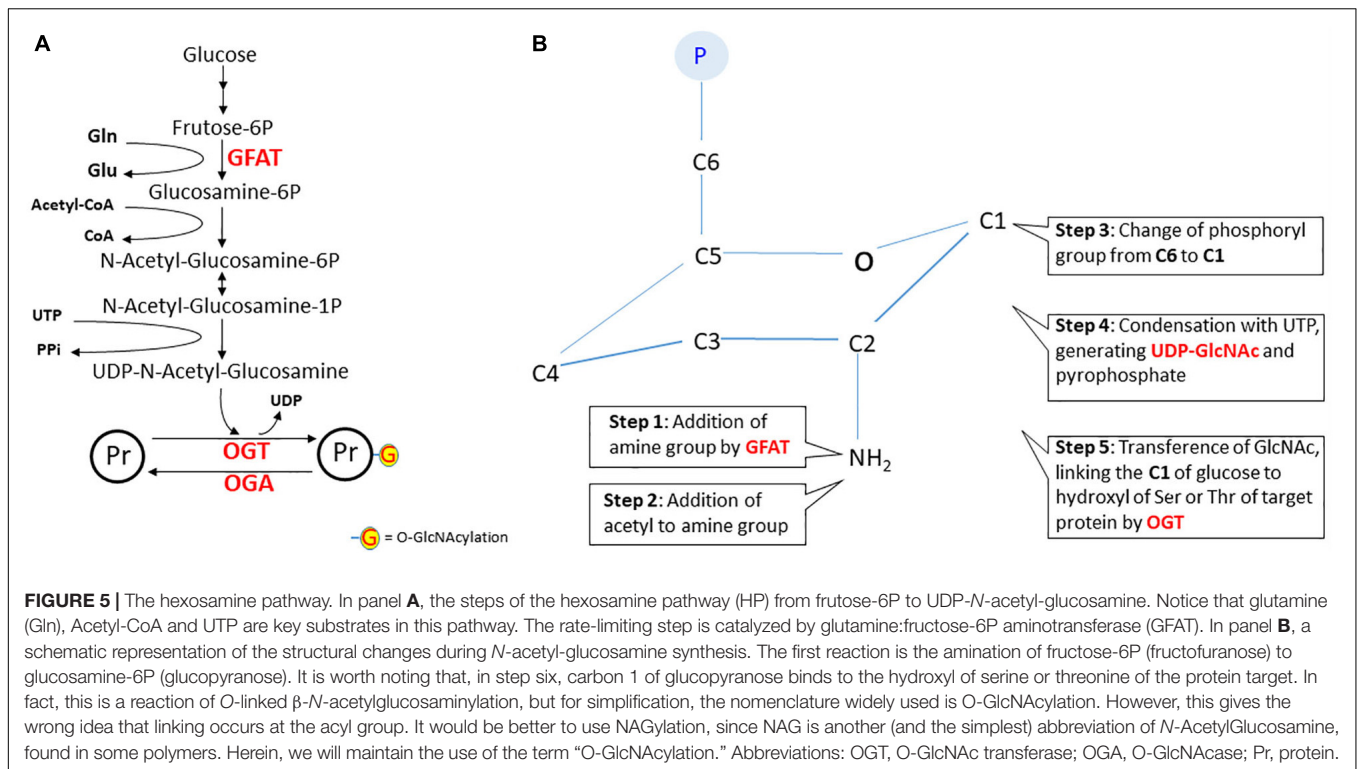 A
Glucose
Frutose-6P
Gln
GFAT
Glu
Glucosamine-6P
Acetyl-CoA
CoA
N-Acetyl-Glucosamine-6P
N-Acetyl-Glucosamine-1P
UTP
PPi
UDP-N-Acetyl-Glucosamine
UDP
Pr
OGT
Pr
G
OGA
G = O-GlcNAcylation
B
P
C6
C1
C5
O
C3
C2
C4
NH2
Step 1: Addition of
amine group by GFAT
Step 2: Addition of
acetyl to amine group
Step 3: Change of phosphoryl
group from C6 to C1
Step 4: Condensation with UTP,
generating UDP-GlcNAc and
pyrophosphate
Step 5: Transference of GlcNAc,
linking the C1 of glucose to
hydroxyl of Ser or Thr of target
protein by OGT
FIGURE 5 | The hexosamine pathway. In panel A, the steps of the hexosamine pathway (HP) from frutose-6P to UDP-N-acetyl-glucosamine. Notice that glutamine
(Gln), Acetyl-CoA and UTP are key substrates in this pathway. The rate-limiting step is catalyzed by glutamine:fructose-6P aminotransferase (GFAT). In panel B, a
schematic representation of the structural changes during N-acetyl-glucosamine synthesis. The first reaction is the amination of fructose-6P (fructofuranose) to
glucosamine-6P (glucopyranose). It is worth noting that, in step six, carbon 1 of glucopyranose binds to the hydroxyl of serine or threonine of the protein target. In
fact, this is a reaction of O-linked β-N-acetylglucosaminylation, but for simplification, the nomenclature widely used is O-GlcNAcylation. However, this gives the
wrong idea that linking occurs at the acyl group. It would be better to use NAGylation, since NAG is another (and the simplest) abbreviation of N-AcetylGlucosamine,
found in some polymers. Herein, we will maintain the use of the term “O-GlcNAcylation.” Abbreviations: OGT, O-GlcNAc transferase; OGA, O-GlcNAcase; Pr, protein.